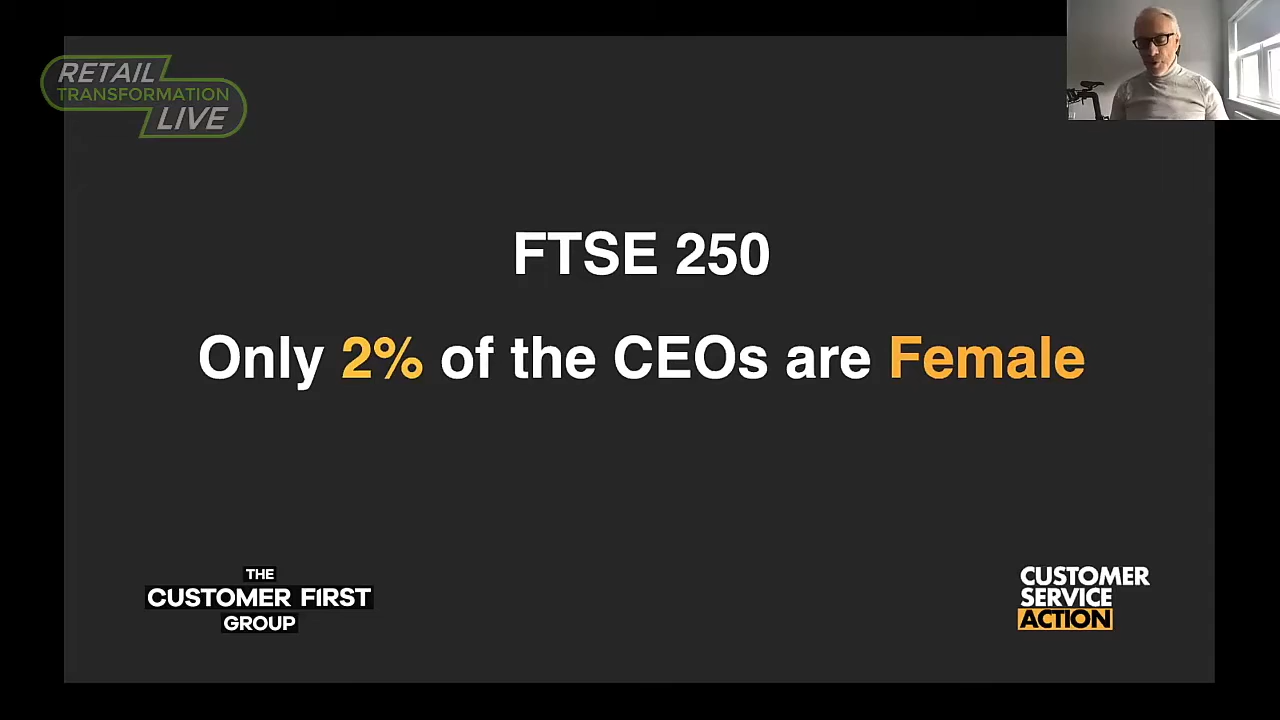 RETAIL
TRANSFORMATION
LIVE
FTSE 250
Only 2% of the CEOs are Female
THE
CUSTOMER FIRST
GROUP
CUSTOMER
SERVICE
ACTION